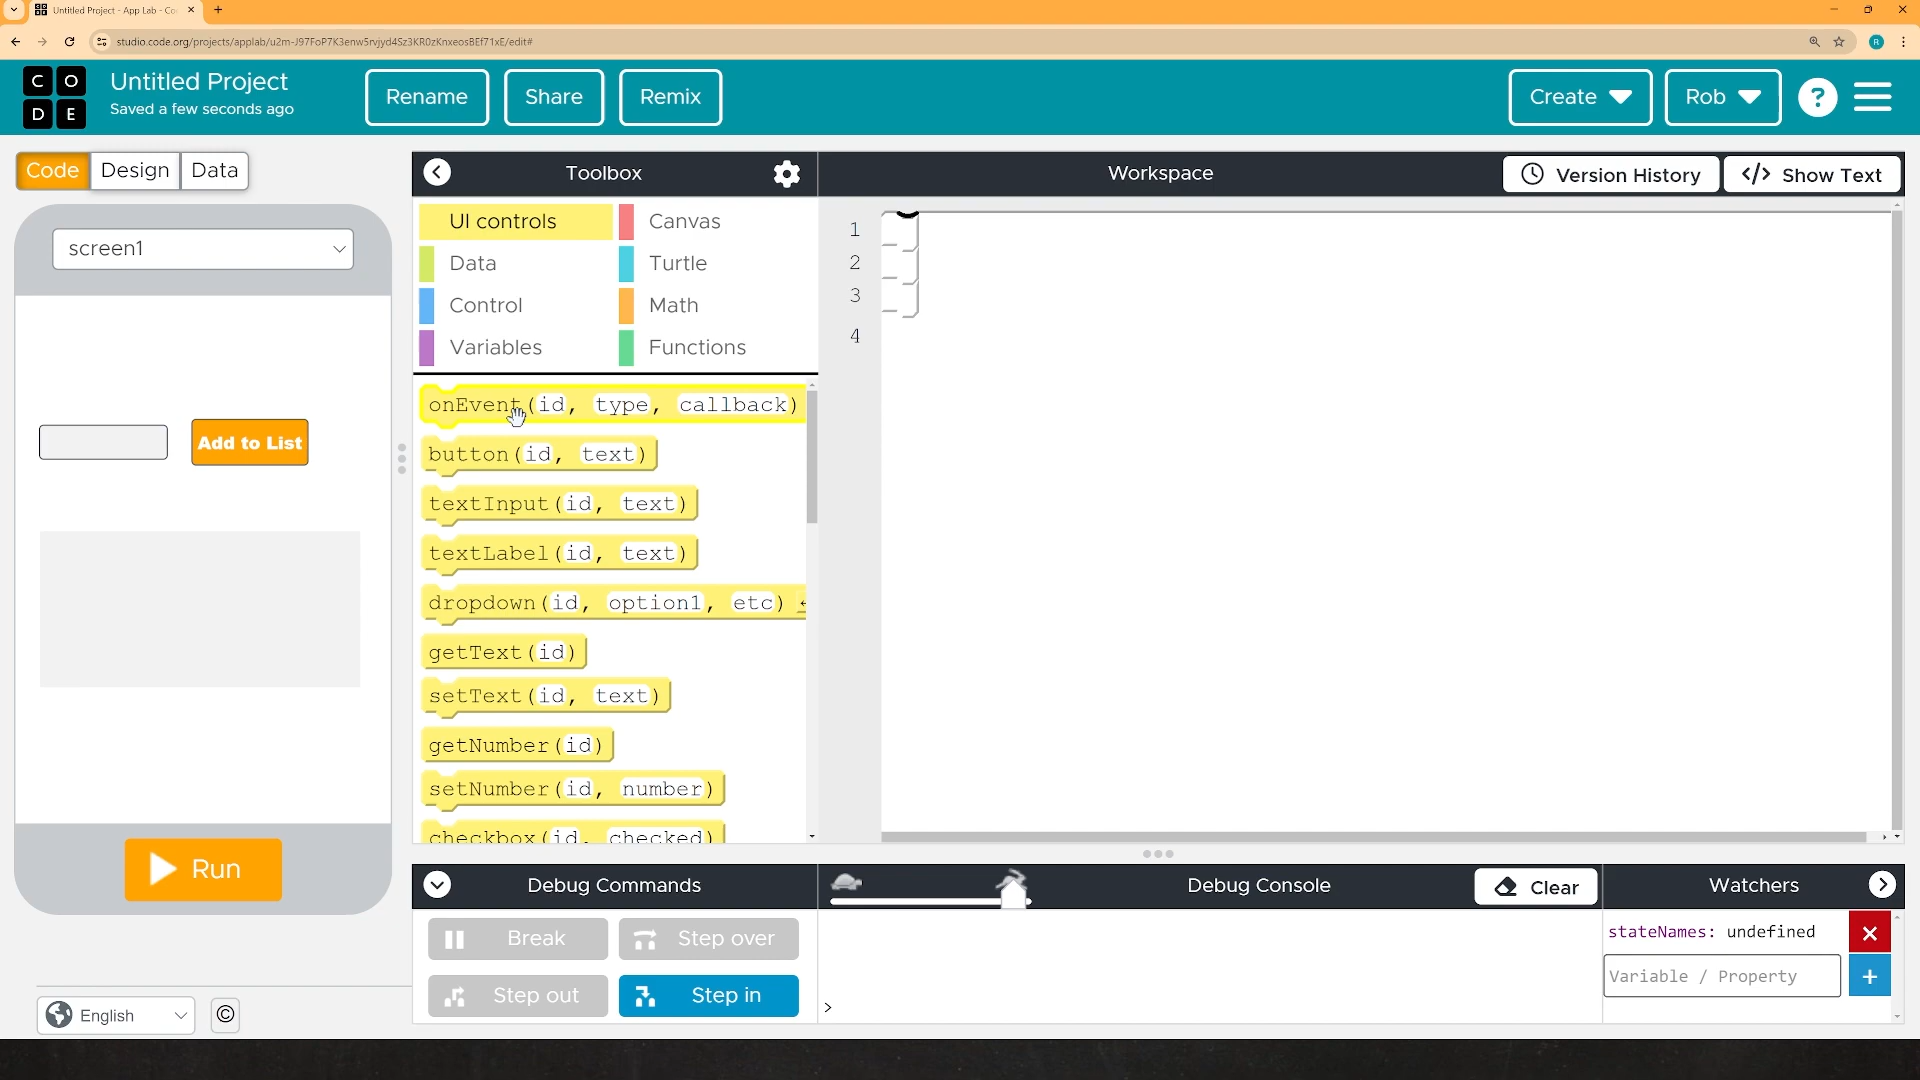 Untitled Project - App Lab - Co
studio.code.org/projects/applab/u2m-J97FoP7K3enw5rvjyd4Sz3KR0zKnxeosBEf71xE/edit#
R
C O
D E
Untitled Project
Saved a few seconds ago
Rename
Share
Remix
Create
Rob
?
Code
Design
Data
Toolbox
Workspace
Version History
</> Show Text
screen1
UI controls
Canvas
Data
Turtle
Control
Math
Variables
Functions
1
2
3
4
onEvent(id, type, callback)
button(id, text)
textInput(id, text)
textLabel(id, text)
dropdown(id, option1, etc)
getText(id)
setText(id, text)
getNumber(id)
setNumber(id, number)
checkbox(id, checked)
Add to List
Run
Debug Commands
Debug Console
Clear
Watchers
Break
Step over
Step out
Step in
>
stateNames: undefined
Variable / Property
English
©